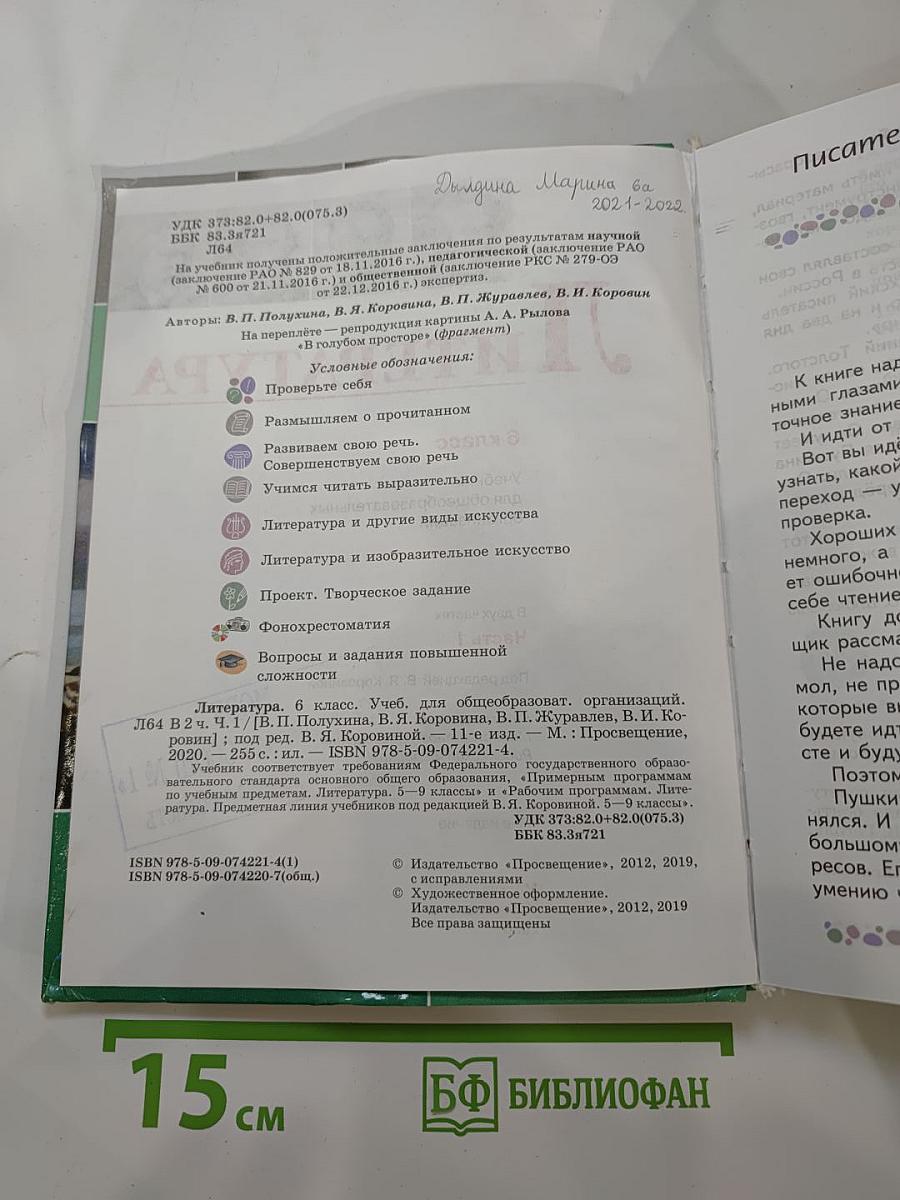 Дылдина Марина 6а
2021-2022.
УДК 373:82.0+82.0(075.3)
ББК 83.3я721
Л64
На учебник получены положительные заключения по результатам научной
(заключение РАО № 829 от 18.11.2016 г.), педагогической (заключение РАО
№ 600 от 21.11.2016 г.) и общественной (заключение РКС № 279-ОЭ
от 22.12.2016 г.) экспертиз.
Авторы: В. П. Полухина, В. Я. Коровина, В. П. Журавлев, В. И. Коровин
На переплёте — репродукция картины А. А. Рылова
«В голубом просторе» (фрагмент)
Условные обозначения:
Проверьте себя
Размышляем о прочитанном
Развиваем свою речь.
Совершенствуем свою речь
Учимся читать выразительно
Литература и другие виды искусства
Литература и изобразительное искусство
Проект. Творческое задание
Фонохрестоматия
Вопросы и задания повышенной
сложности
Литература. 6 класс. Учеб. для общеобразоват. организаций.
Л64 В 2 ч. Ч. 1 / [В. П. Полухина, В. Я. Коровина, В. П. Журавлев, В. И. Ко-
ровин] ; под ред. В. Я. Коровиной. — 11-е изд. — М. : Просвещение,
2020. — 255 с. : ил. — ISBN 978-5-09-074221-4.
Учебник соответствует требованиям Федерального государственного образо-
вательного стандарта основного общего образования, «Примерным программам
по учебным предметам. Литература. 5—9 классы» и «Рабочим программам. Лите-
ратура. Предметная линия учебников под редакцией В. Я. Коровиной. 5—9 классы».
УДК 373:82.0+82.0(075.3)
ББК 83.3я721
ISBN 978-5-09-074221-4(1)
ISBN 978-5-09-074220-7(общ.)
© Издательство «Просвещение», 2012, 2019,
с исправлениями
© Художественное оформление.
Издательство «Просвещение», 2012, 2019
Все права защищены
Писате
К книге над
ными глазами
точное знание
И идти от
Вот вы идё
узнать, какой
переход — у
проверка.
Хороших
немного, а
ет ошибочн
себе чтение
Книгу до
щик рассма
Не надо
мол, не пр
которые вы
будете идт
сте и буду
Поэтом
Пушки
нялся. И
большом
ресов. Ег
умению ч
15 см
БФ БИБЛИОФАН